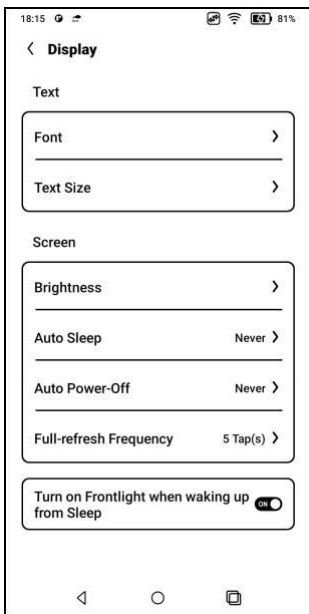 18:15 81%
Display
Text
Font
Text Size
Screen
Brightness
Auto Sleep Never
Auto Power-Off Never
Full-refresh Frequency 5 Tap(s)
Turn on Frontlight when waking up ON
from Sleep